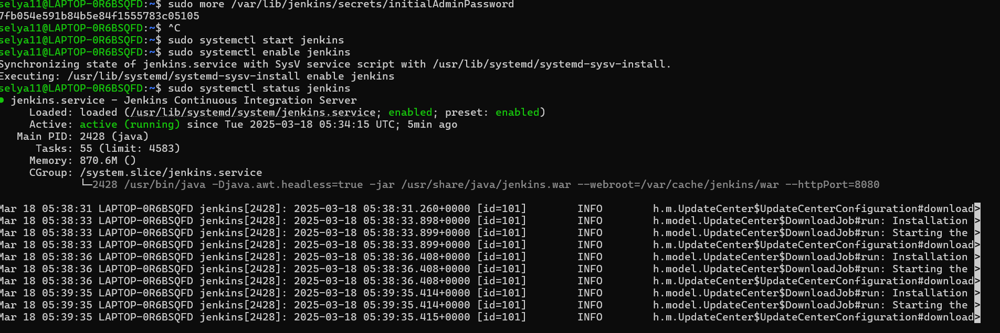 selya11@LAPTOP-0R6BSQFD:~$ sudo more /var/lib/jenkins/secrets/initialAdminPassword
7fb054e591b84b5e84f1555783c05105
selya11@LAPTOP-0R6BSQFD:~$ ^C
selya11@LAPTOP-0R6BSQFD:~$ sudo systemctl start jenkins
selya11@LAPTOP-0R6BSQFD:~$ sudo systemctl enable jenkins
Synchronizing state of jenkins.service with SysV service script with /usr/lib/systemd/systemd-sysv-install.
Executing: /usr/lib/systemd/systemd-sysv-install enable jenkins
selya11@LAPTOP-0R6BSQFD:~$ sudo systemctl status jenkins
● jenkins.service - Jenkins Continuous Integration Server
     Loaded: loaded (/usr/lib/systemd/system/jenkins.service; enabled; preset: enabled)
     Active: active (running) since Tue 2025-03-18 05:34:15 UTC; 5min ago
   Main PID: 2428 (java)
      Tasks: 55 (limit: 4583)
     Memory: 870.6M ()
     CGroup: /system.slice/jenkins.service
             └─2428 /usr/bin/java -Djava.awt.headless=true -jar /usr/share/java/jenkins.war --webroot=/var/cache/jenkins/war --httpPort=8080
Mar 18 05:38:31 LAPTOP-0R6BSQFD jenkins[2428]: 2025-03-18 05:38:31.260+0000 [id=101]        INFO        h.m.UpdateCenter$UpdateCenterConfiguration#download>
Mar 18 05:38:33 LAPTOP-0R6BSQFD jenkins[2428]: 2025-03-18 05:38:33.898+0000 [id=101]        INFO        h.model.UpdateCenter$DownloadJob#run: Installation >
Mar 18 05:38:33 LAPTOP-0R6BSQFD jenkins[2428]: 2025-03-18 05:38:33.899+0000 [id=101]        INFO        h.model.UpdateCenter$DownloadJob#run: Starting the >
Mar 18 05:38:33 LAPTOP-0R6BSQFD jenkins[2428]: 2025-03-18 05:38:33.899+0000 [id=101]        INFO        h.m.UpdateCenter$UpdateCenterConfiguration#download>
Mar 18 05:38:36 LAPTOP-0R6BSQFD jenkins[2428]: 2025-03-18 05:38:36.408+0000 [id=101]        INFO        h.model.UpdateCenter$DownloadJob#run: Installation >
Mar 18 05:38:36 LAPTOP-0R6BSQFD jenkins[2428]: 2025-03-18 05:38:36.408+0000 [id=101]        INFO        h.model.UpdateCenter$DownloadJob#run: Starting the >
Mar 18 05:38:36 LAPTOP-0R6BSQFD jenkins[2428]: 2025-03-18 05:38:36.408+0000 [id=101]        INFO        h.m.UpdateCenter$UpdateCenterConfiguration#download>
Mar 18 05:39:35 LAPTOP-0R6BSQFD jenkins[2428]: 2025-03-18 05:39:35.414+0000 [id=101]        INFO        h.model.UpdateCenter$DownloadJob#run: Installation >
Mar 18 05:39:35 LAPTOP-0R6BSQFD jenkins[2428]: 2025-03-18 05:39:35.414+0000 [id=101]        INFO        h.model.UpdateCenter$DownloadJob#run: Starting the >
Mar 18 05:39:35 LAPTOP-0R6BSQFD jenkins[2428]: 2025-03-18 05:39:35.415+0000 [id=101]        INFO        h.m.UpdateCenter$UpdateCenterConfiguration#download>